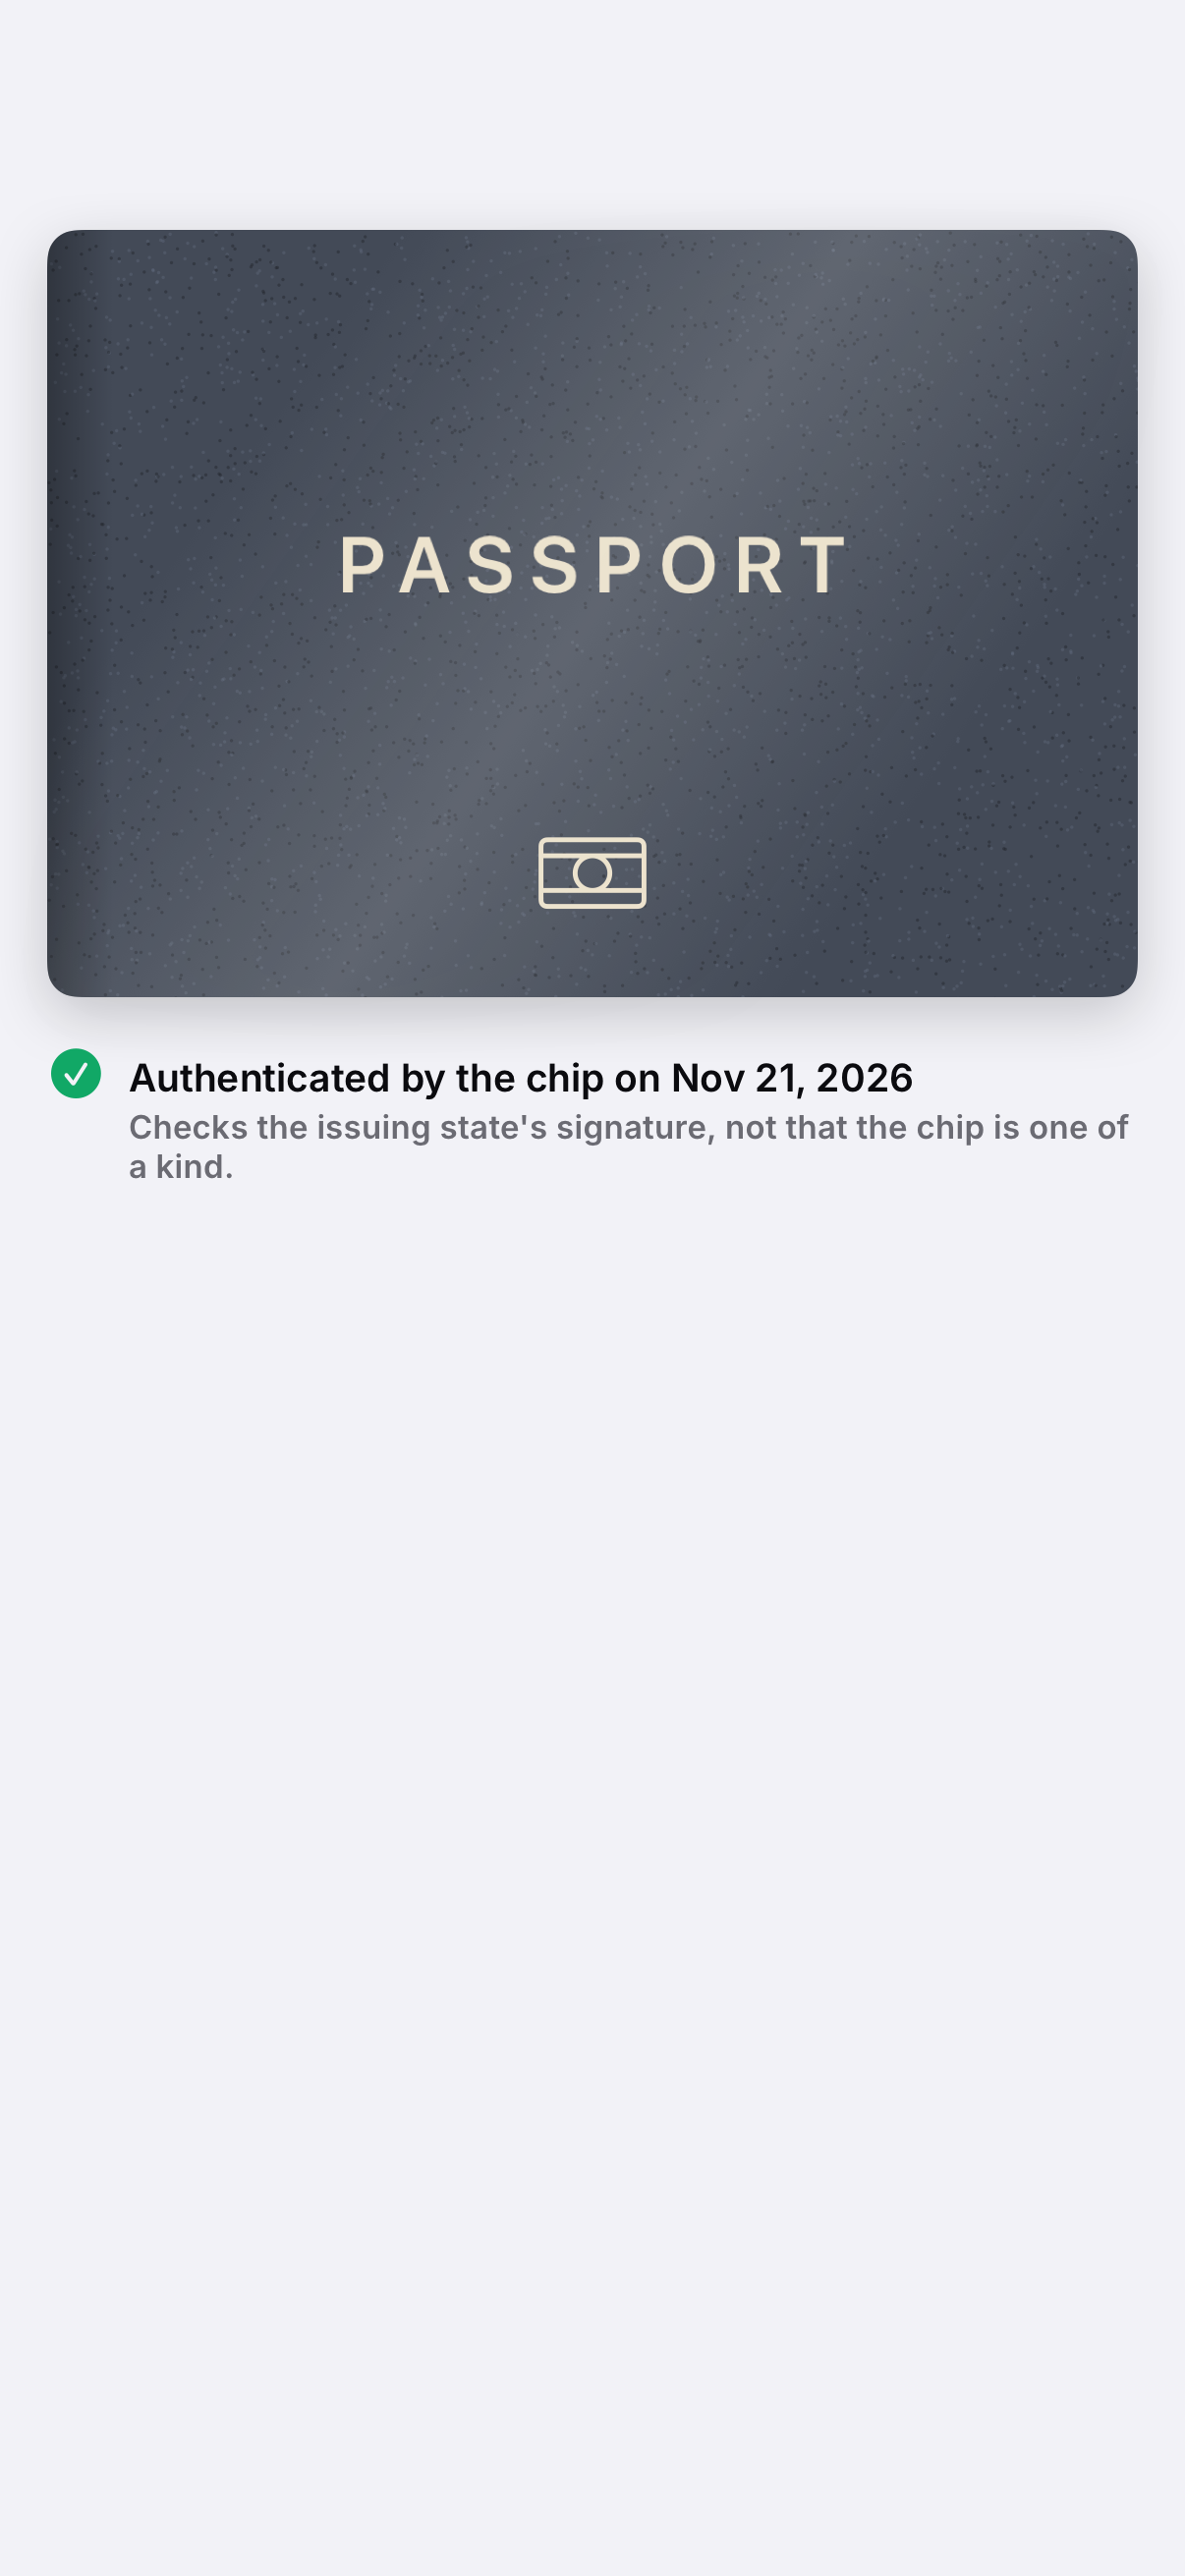 PASSPORT
Authenticated by the chip on Nov 21, 2026
Checks the issuing state's signature, not that the chip is one of
a kind.